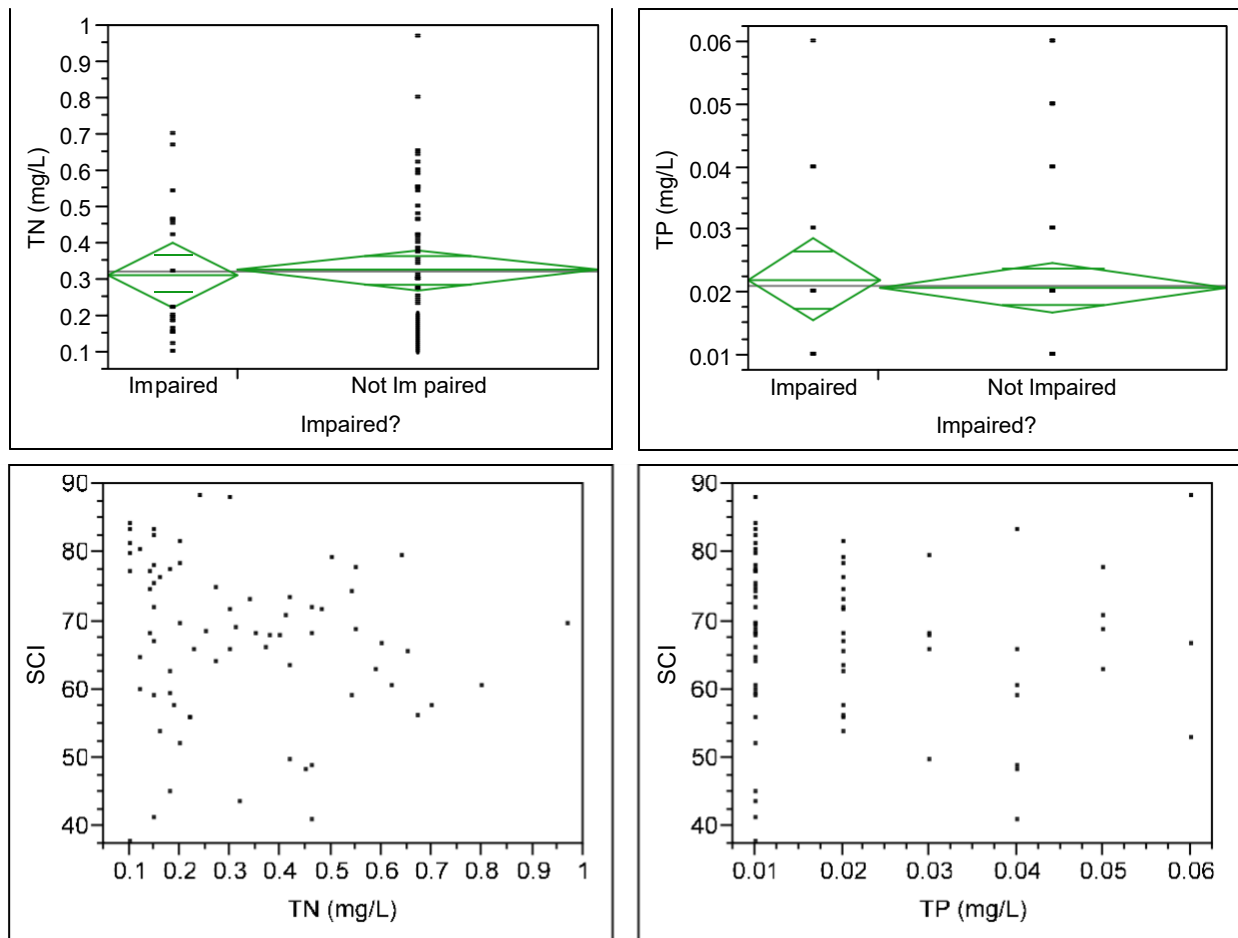 1
0.9
0.8
0.7
0.6
0.5
0.4
0.3
0.2
0.1
TN (mg/L)
Impaired Not Im paired
Impaired?
0.06
0.05
0.04
0.03
0.02
0.01
TP (mg/L)
Impaired Not Impaired
Impaired?
90
80
70
60
50
40
SCI
0.1 0.2 0.3 0.4 0.5 0.6 0.7 0.8 0.9 1
TN (mg/L)
90
80
70
60
50
40
SCI
0.01 0.02 0.03 0.04 0.05 0.06
TP (mg/L)